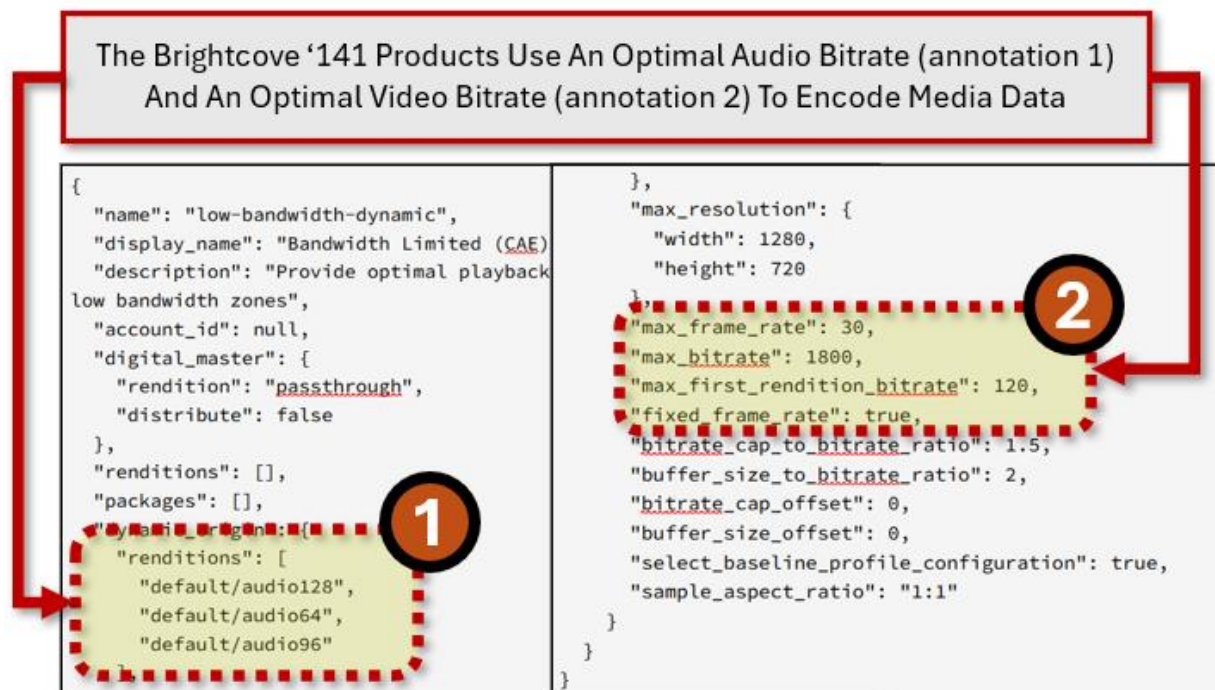 The Brightcove ‘141 Products Use An Optimal Audio Bitrate (annotation 1)
And An Optimal Video Bitrate (annotation 2) To Encode Media Data
{
"name": "low-bandwidth-dynamic",
"display_name": "Bandwidth Limited (CAE)
"description": "Provide optimal playback
low bandwidth zones",
"account_id": null,
"digital_master": {
"rendition": "passthrough",
"distribute": false
},
"renditions": [],
"packages": [],
"dynamic_origin": {
"renditions": [
"default/audio128",
"default/audio64",
"default/audio96"
],
1
},
"max_resolution": {
"width": 1280,
"height": 720
},
"max_frame_rate": 30,
"max_bitrate": 1800,
"max_first_rendition_bitrate": 120,
"fixed_frame_rate": true,
"bitrate_cap_to_bitrate_ratio": 1.5,
"buffer_size_to_bitrate_ratio": 2,
"bitrate_cap_offset": 0,
"buffer_size_offset": 0,
"select_baseline_profile_configuration": true,
"sample_aspect_ratio": "1:1"
}
}
}
2